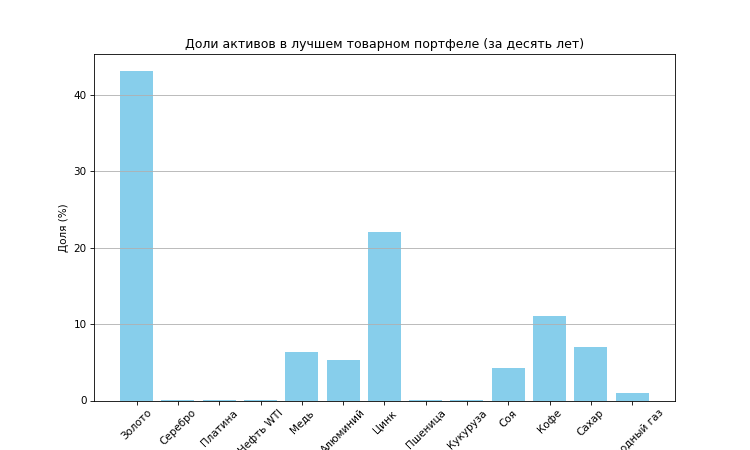 Доли активов в лучшем товарном портфеле (за десять лет)
Доля (%)
40
30
20
10
0
Золото
Серебро
Платина
Нефть WTI
Медь
Алюминий
Цинк
Пшеница
Кукуруза
Соя
Кофе
Сахар
родный газ